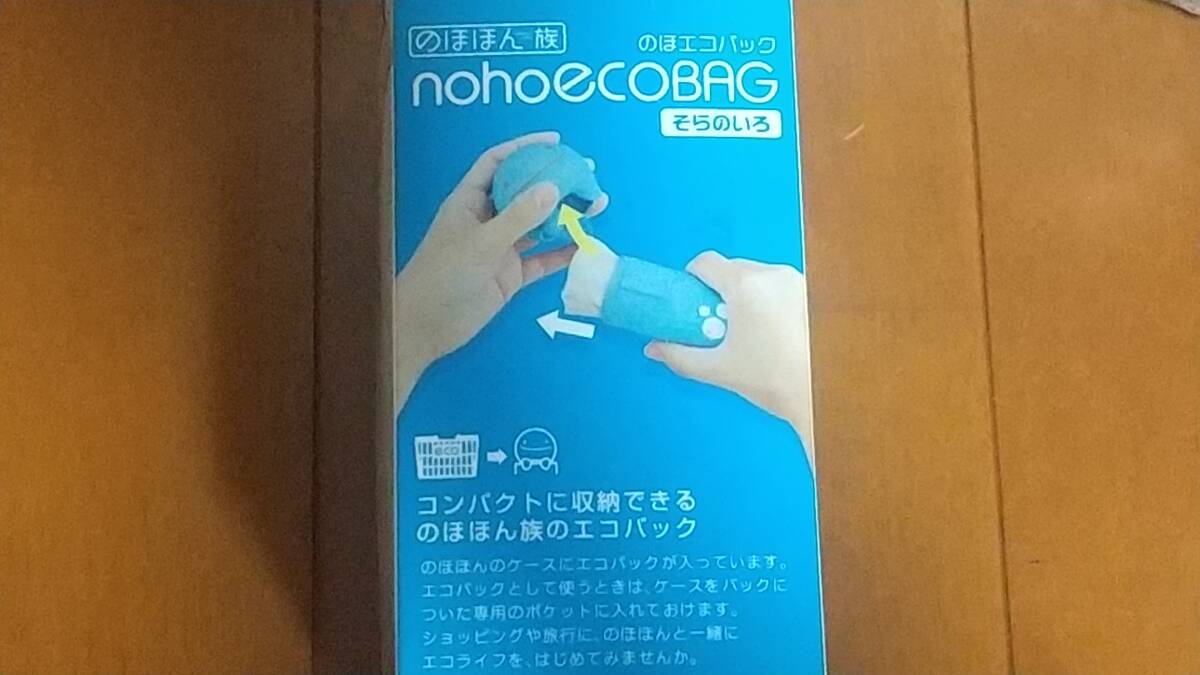 のほほん族
のほエコバック
nohoecoBAG
そらのいろ
eco
コンパクトに収納できる
のほほん族のエコバック
のほほんのケースにエコバックが入っています。
エコバックとして使うときは、ケースをバックに
ついた専用のポケットに入れておけます。
ショッピングや旅行に、のほほんと一緒に
エコライフを、はじめてみませんか。